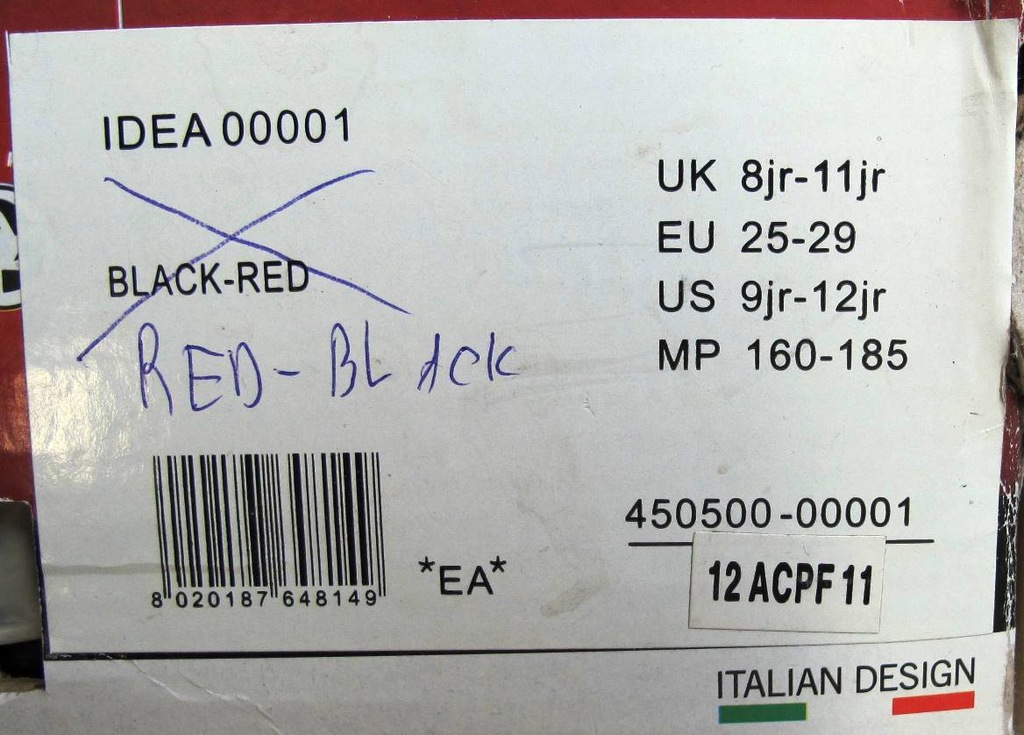 IDEA 00001
BLACK-RED
RED-BLACK
UK 8jr-11jr
EU 25-29
US 9jr-12jr
MP 160-185
8 020187 648149
*EA*
450500-00001
12 ACPF 11
ITALIAN DESIGN